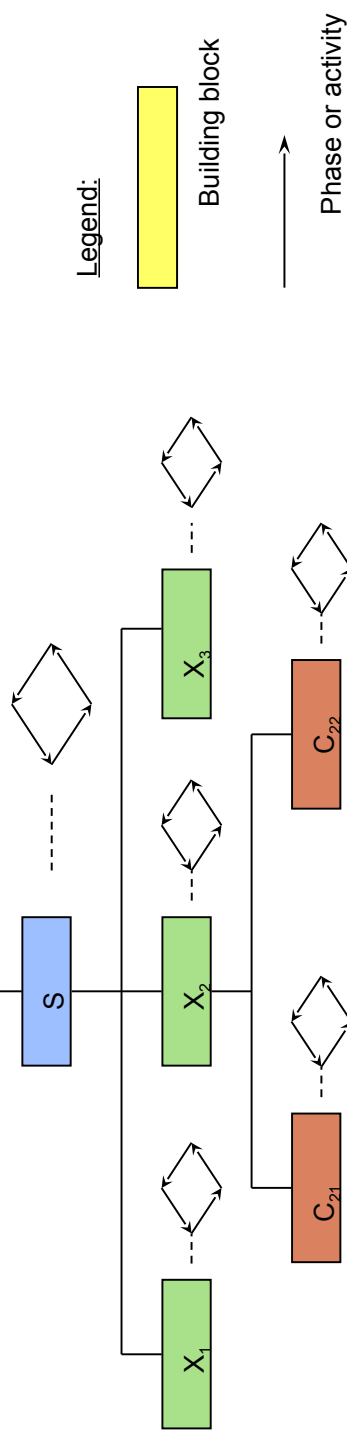 S
X1
X2
X3
C21
C22
Legend:
Building block
Phase or activity